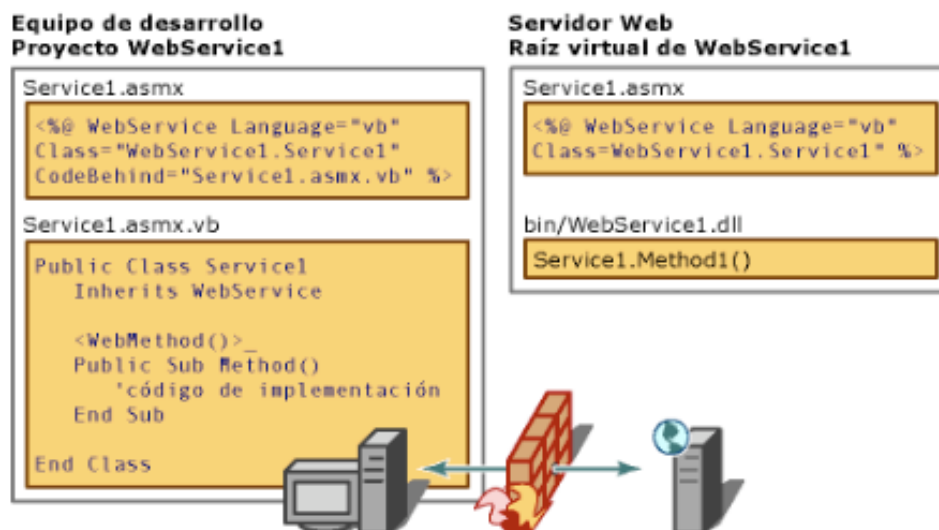 Equipo de desarrollo
Proyecto WebService1
Service1.asmx
<%@ WebService Language="vb"
Class="WebService1.Service1"
CodeBehind="Service1.asmx.vb" %>
Service1.asmx.vb
Public Class Service1
Inherits WebService
<WebMethod()>_
Public Sub Method()
'código de implementación
End Sub
End Class
Servidor Web
Raíz virtual de WebService1
Service1.asmx
<%@ WebService Language="vb"
Class=WebService1.Service1" %>
bin/WebService1.dll
Service1.Method1()